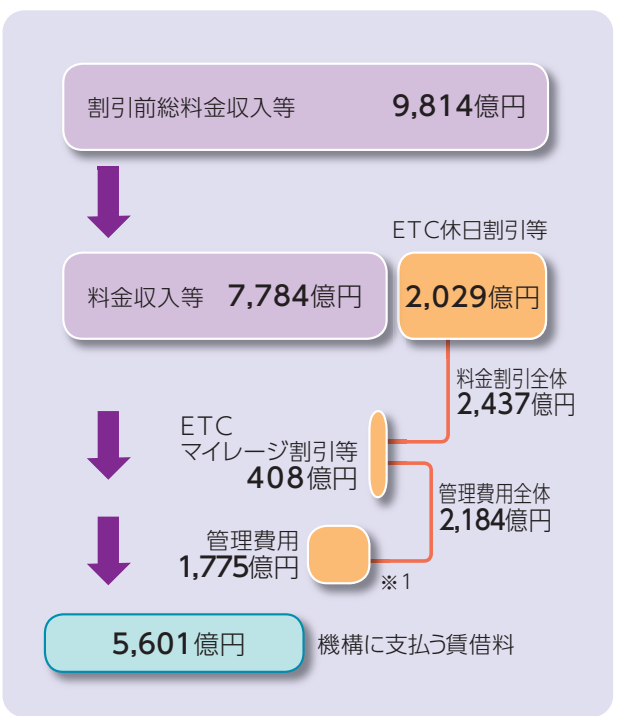 割引前総料金収入等 9,814億円
ETC休日割引等
料金収入等 7,784億円 2,029億円
料金割引全体
2,437億円
ETC
マイレージ割引等
408億円
管理費用全体
2,184億円
管理費用
1,775億円
※1
5,601億円 機構に支払う賃借料